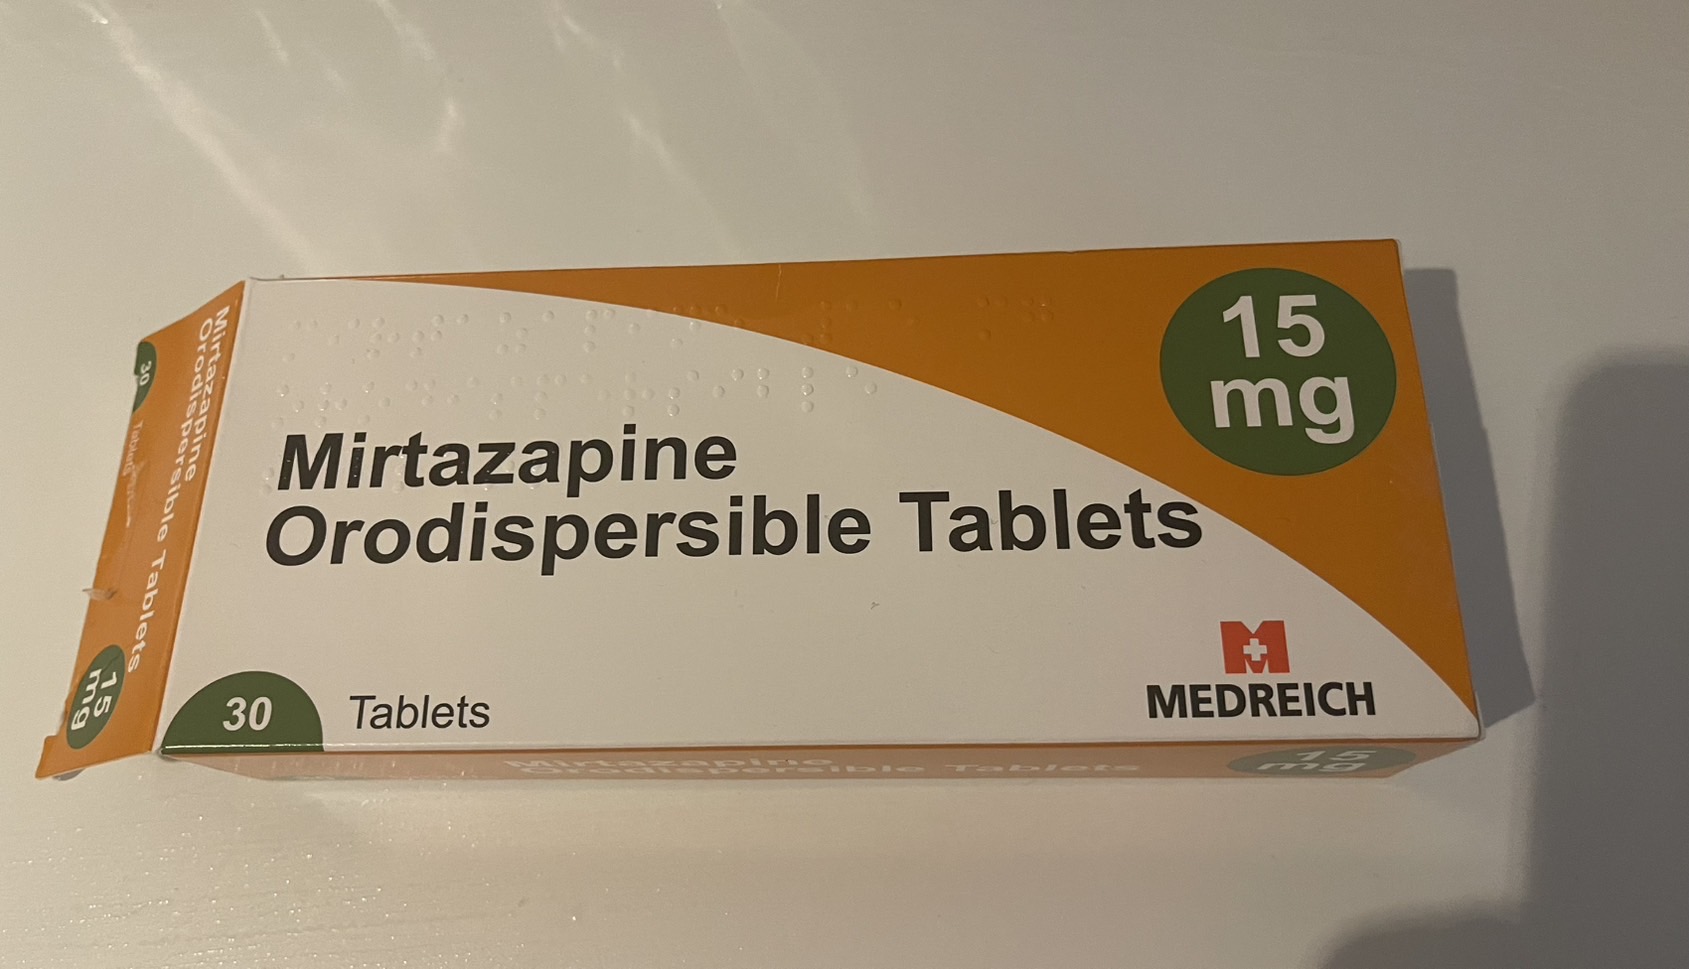 15
mg
Mirtazapine
Orodispersible Tablets
30 Tablets
MEDREICH
Mirtazapine
Orodispersible Tablets
30 Tablets
15
mg
Mirtazapine
Orodispersible Tablets
15
mg